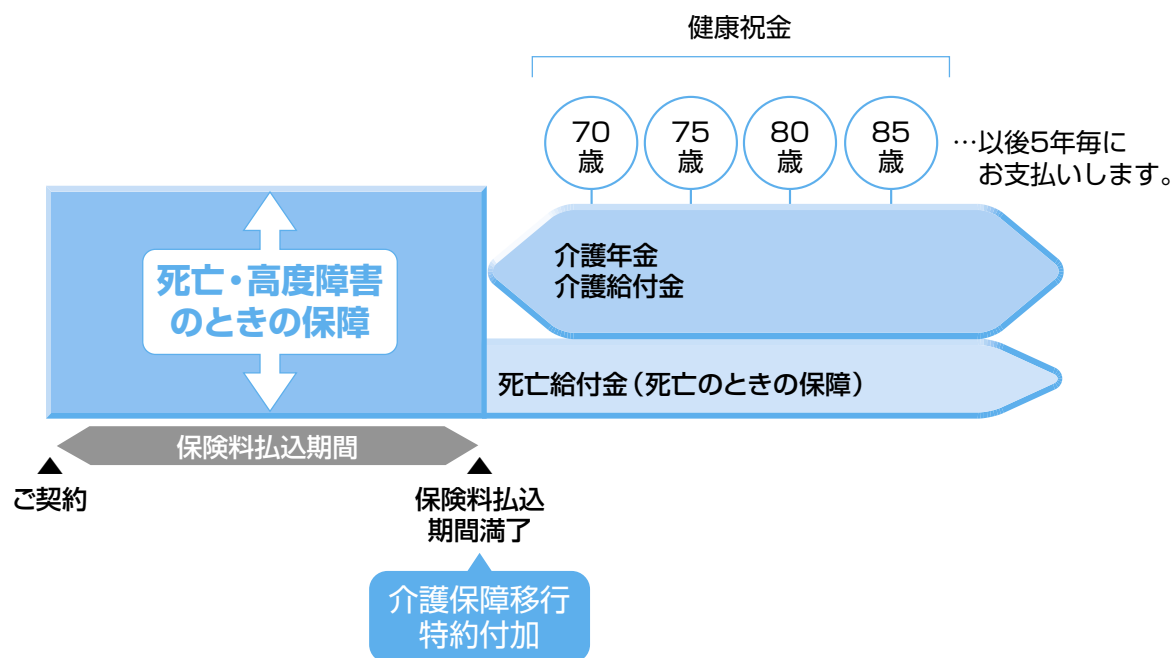 健康祝金
70
歳
75
歳
80
歳
85
歳
…以後5年毎に
お支払いします。
死亡・高度障害
のときの保障
介護年金
介護給付金
死亡給付金（死亡のときの保障）
保険料払込期間
ご契約
保険料払込
期間満了
介護保障移行
特約付加